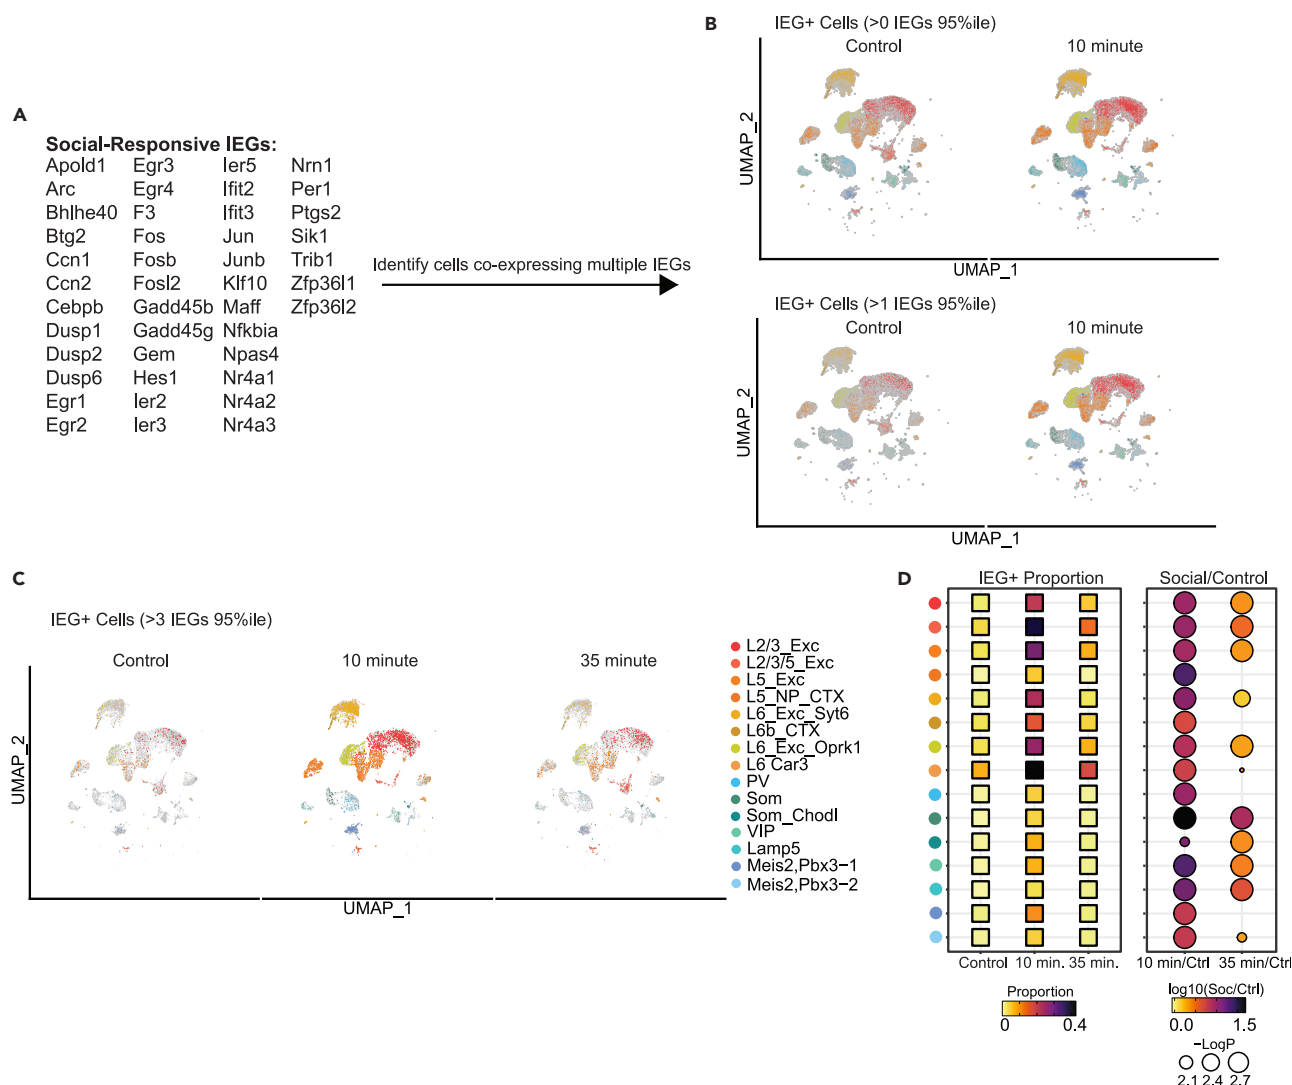 A
Social-Responsive IEGs:
Apold1 Egr3 Ier5 Nrn1
Arc Egr4 Ifit2 Per1
Bhlhe40 F3 Ifit3 Ptgs2
Btg2 Fos Jun Sik1
Ccn1 Fosb Junb Trib1
Ccn2 Fosl2 Klf10 Zfp36l1
Cebpb Gadd45b Maff Zfp36l2
Dusp1 Gadd45g Nfkbia
Dusp2 Gem Npas4
Dusp6 Hes1 Nr4a1
Egr1 Ier2 Nr4a2
Egr2 Ier3 Nr4a3
Identify cells co-expressing multiple IEGs
B
IEG+ Cells (>0 IEGs 95%ile)
Control 10 minute
UMAP_2
UMAP_1
IEG+ Cells (>1 IEGs 95%ile)
Control 10 minute
UMAP_2
UMAP_1
C
IEG+ Cells (>3 IEGs 95%ile)
Control 10 minute 35 minute
UMAP_2
UMAP_1
L2/3_Exc
L2/3/5_Exc
L5_Exc
L5_NP_CTX
L6_Exc_Syt6
L6b_CTX
L6_Exc_Oprk1
L6 Car3
PV
Som
Som_Chodl
VIP
Lamp5
Meis2,Pbx3-1
Meis2,Pbx3-2
D
IEG+ Proportion Social/Control
Control 10 min. 35 min. 10 min/Ctrl 35 min/Ctrl
Proportion
0 0.4
log10(Soc/Ctrl)
0.0 1.5
-LogP
2.1 2.4 2.7